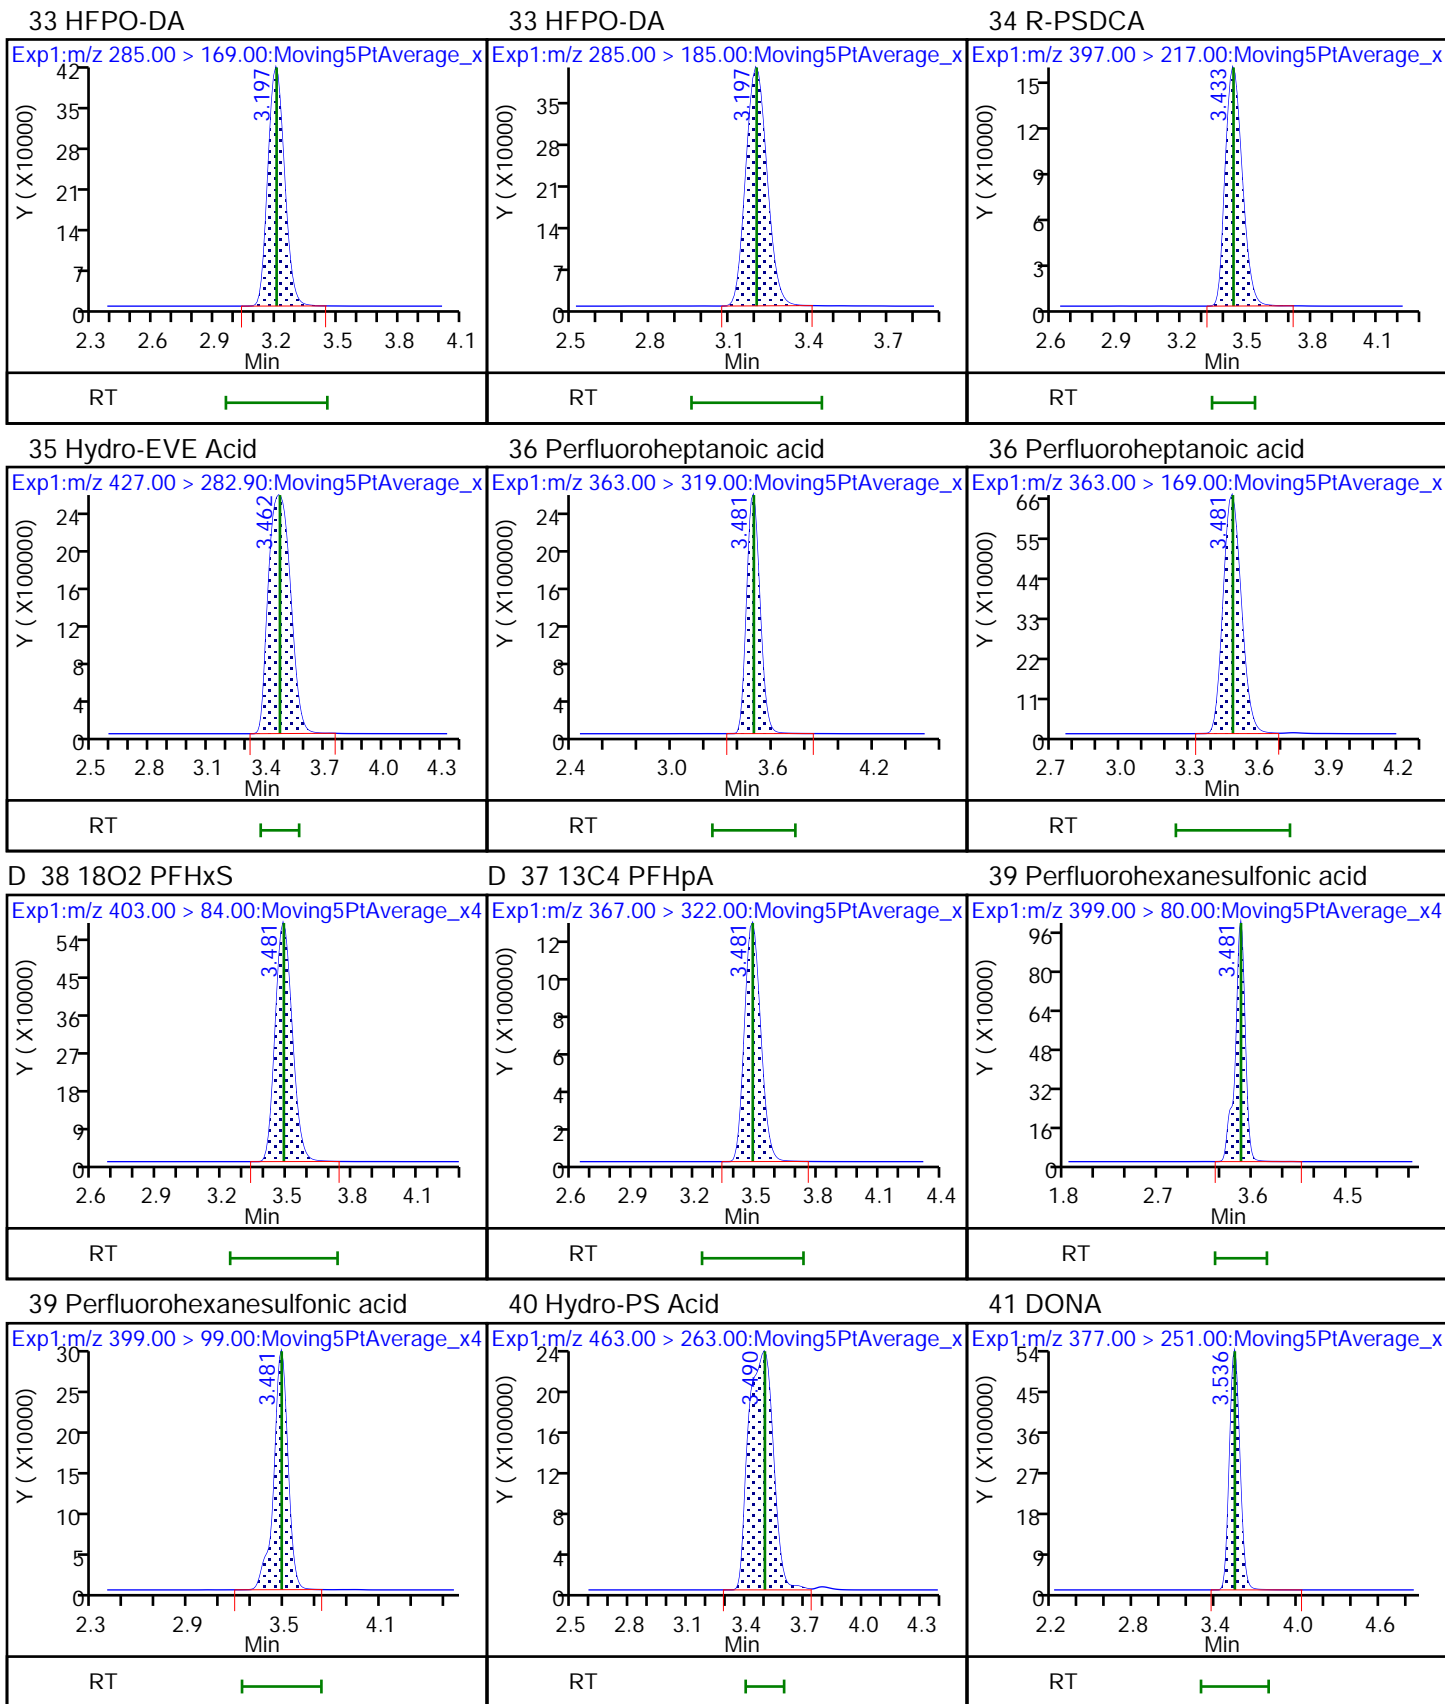 33 HFPO-DA
Exp1:m/z 285.00 > 169.00:Moving5PtAverage_x
Y ( X10000)
42
35
28
21
14
7
0
3.197
2.3 2.6 2.9 3.2 3.5 3.8 4.1
Min
RT
33 HFPO-DA
Exp1:m/z 285.00 > 185.00:Moving5PtAverage_x
Y ( X10000)
35
28
21
14
7
0
3.197
2.5 2.8 3.1 3.4 3.7
Min
RT
34 R-PSDCA
Exp1:m/z 397.00 > 217.00:Moving5PtAverage_x
Y ( X10000)
15
12
9
6
3
0
3.433
2.6 2.9 3.2 3.5 3.8 4.1
Min
RT
35 Hydro-EVE Acid
Exp1:m/z 427.00 > 282.90:Moving5PtAverage_x
Y ( X100000)
24
20
16
12
8
4
0
3.462
2.5 2.8 3.1 3.4 3.7 4.0 4.3
Min
RT
36 Perfluoroheptanoic acid
Exp1:m/z 363.00 > 319.00:Moving5PtAverage_x
Y ( X100000)
24
20
16
12
8
4
0
3.481
2.4 3.0 3.6 4.2
Min
RT
36 Perfluoroheptanoic acid
Exp1:m/z 363.00 > 169.00:Moving5PtAverage_x
Y ( X10000)
66
55
44
33
22
11
0
3.481
2.7 3.0 3.3 3.6 3.9 4.2
Min
RT
D 38 18O2 PFHxS
Exp1:m/z 403.00 > 84.00:Moving5PtAverage_x4
Y ( X10000)
54
45
36
27
18
9
0
3.481
2.6 2.9 3.2 3.5 3.8 4.1
Min
RT
D 37 13C4 PFHpA
Exp1:m/z 367.00 > 322.00:Moving5PtAverage_x
Y ( X100000)
12
10
8
6
4
2
0
3.481
2.6 2.9 3.2 3.5 3.8 4.1 4.4
Min
RT
39 Perfluorohexanesulfonic acid
Exp1:m/z 399.00 > 80.00:Moving5PtAverage_x4
Y ( X10000)
96
80
64
48
32
16
0
3.481
1.8 2.7 3.6 4.5
Min
RT
39 Perfluorohexanesulfonic acid
Exp1:m/z 399.00 > 99.00:Moving5PtAverage_x4
Y ( X10000)
30
25
20
15
10
5
0
3.481
2.3 2.9 3.5 4.1
Min
RT
40 Hydro-PS Acid
Exp1:m/z 463.00 > 263.00:Moving5PtAverage_x
Y ( X100000)
24
20
16
12
8
4
0
3.490
2.5 2.8 3.1 3.4 3.7 4.0 4.3
Min
RT
41 DONA
Exp1:m/z 377.00 > 251.00:Moving5PtAverage_x
Y ( X100000)
54
45
36
27
18
9
0
3.536
2.2 2.8 3.4 4.0 4.6
Min
RT